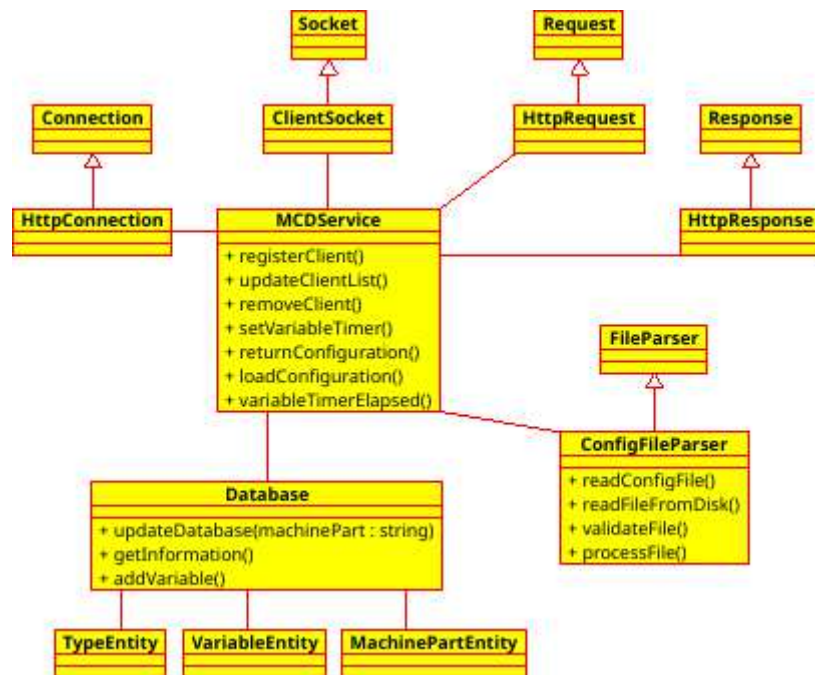 Socket
Request
Connection
ClientSocket
HttpRequest
Response
HttpConnection
MCDService
HttpResponse
+ registerClient()
+ updateClientList()
+ removeClient()
+ setVariableTimer()
+ returnConfiguration()
+ loadConfiguration()
+ variableTimerElapsed()
FileParser
ConfigFileParser
+ readConfigFile()
+ readFileFromDisk()
+ validateFile()
+ processFile()
Database
+ updateDatabase(machinePart : string)
+ getInformation()
+ addVariable()
TypeEntity
VariableEntity
MachinePartEntity